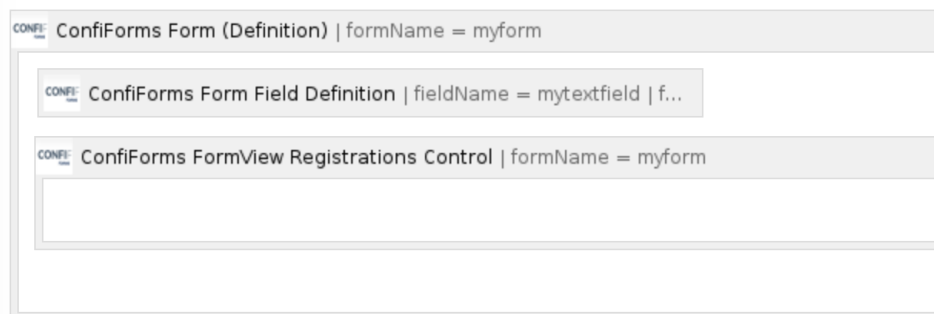 CONFI ConfiForms Form (Definition) | formName = myform
CONFI ConfiForms Form Field Definition | fieldName = mytextfield | f...
CONFI ConfiForms FormView Registrations Control | formName = myform